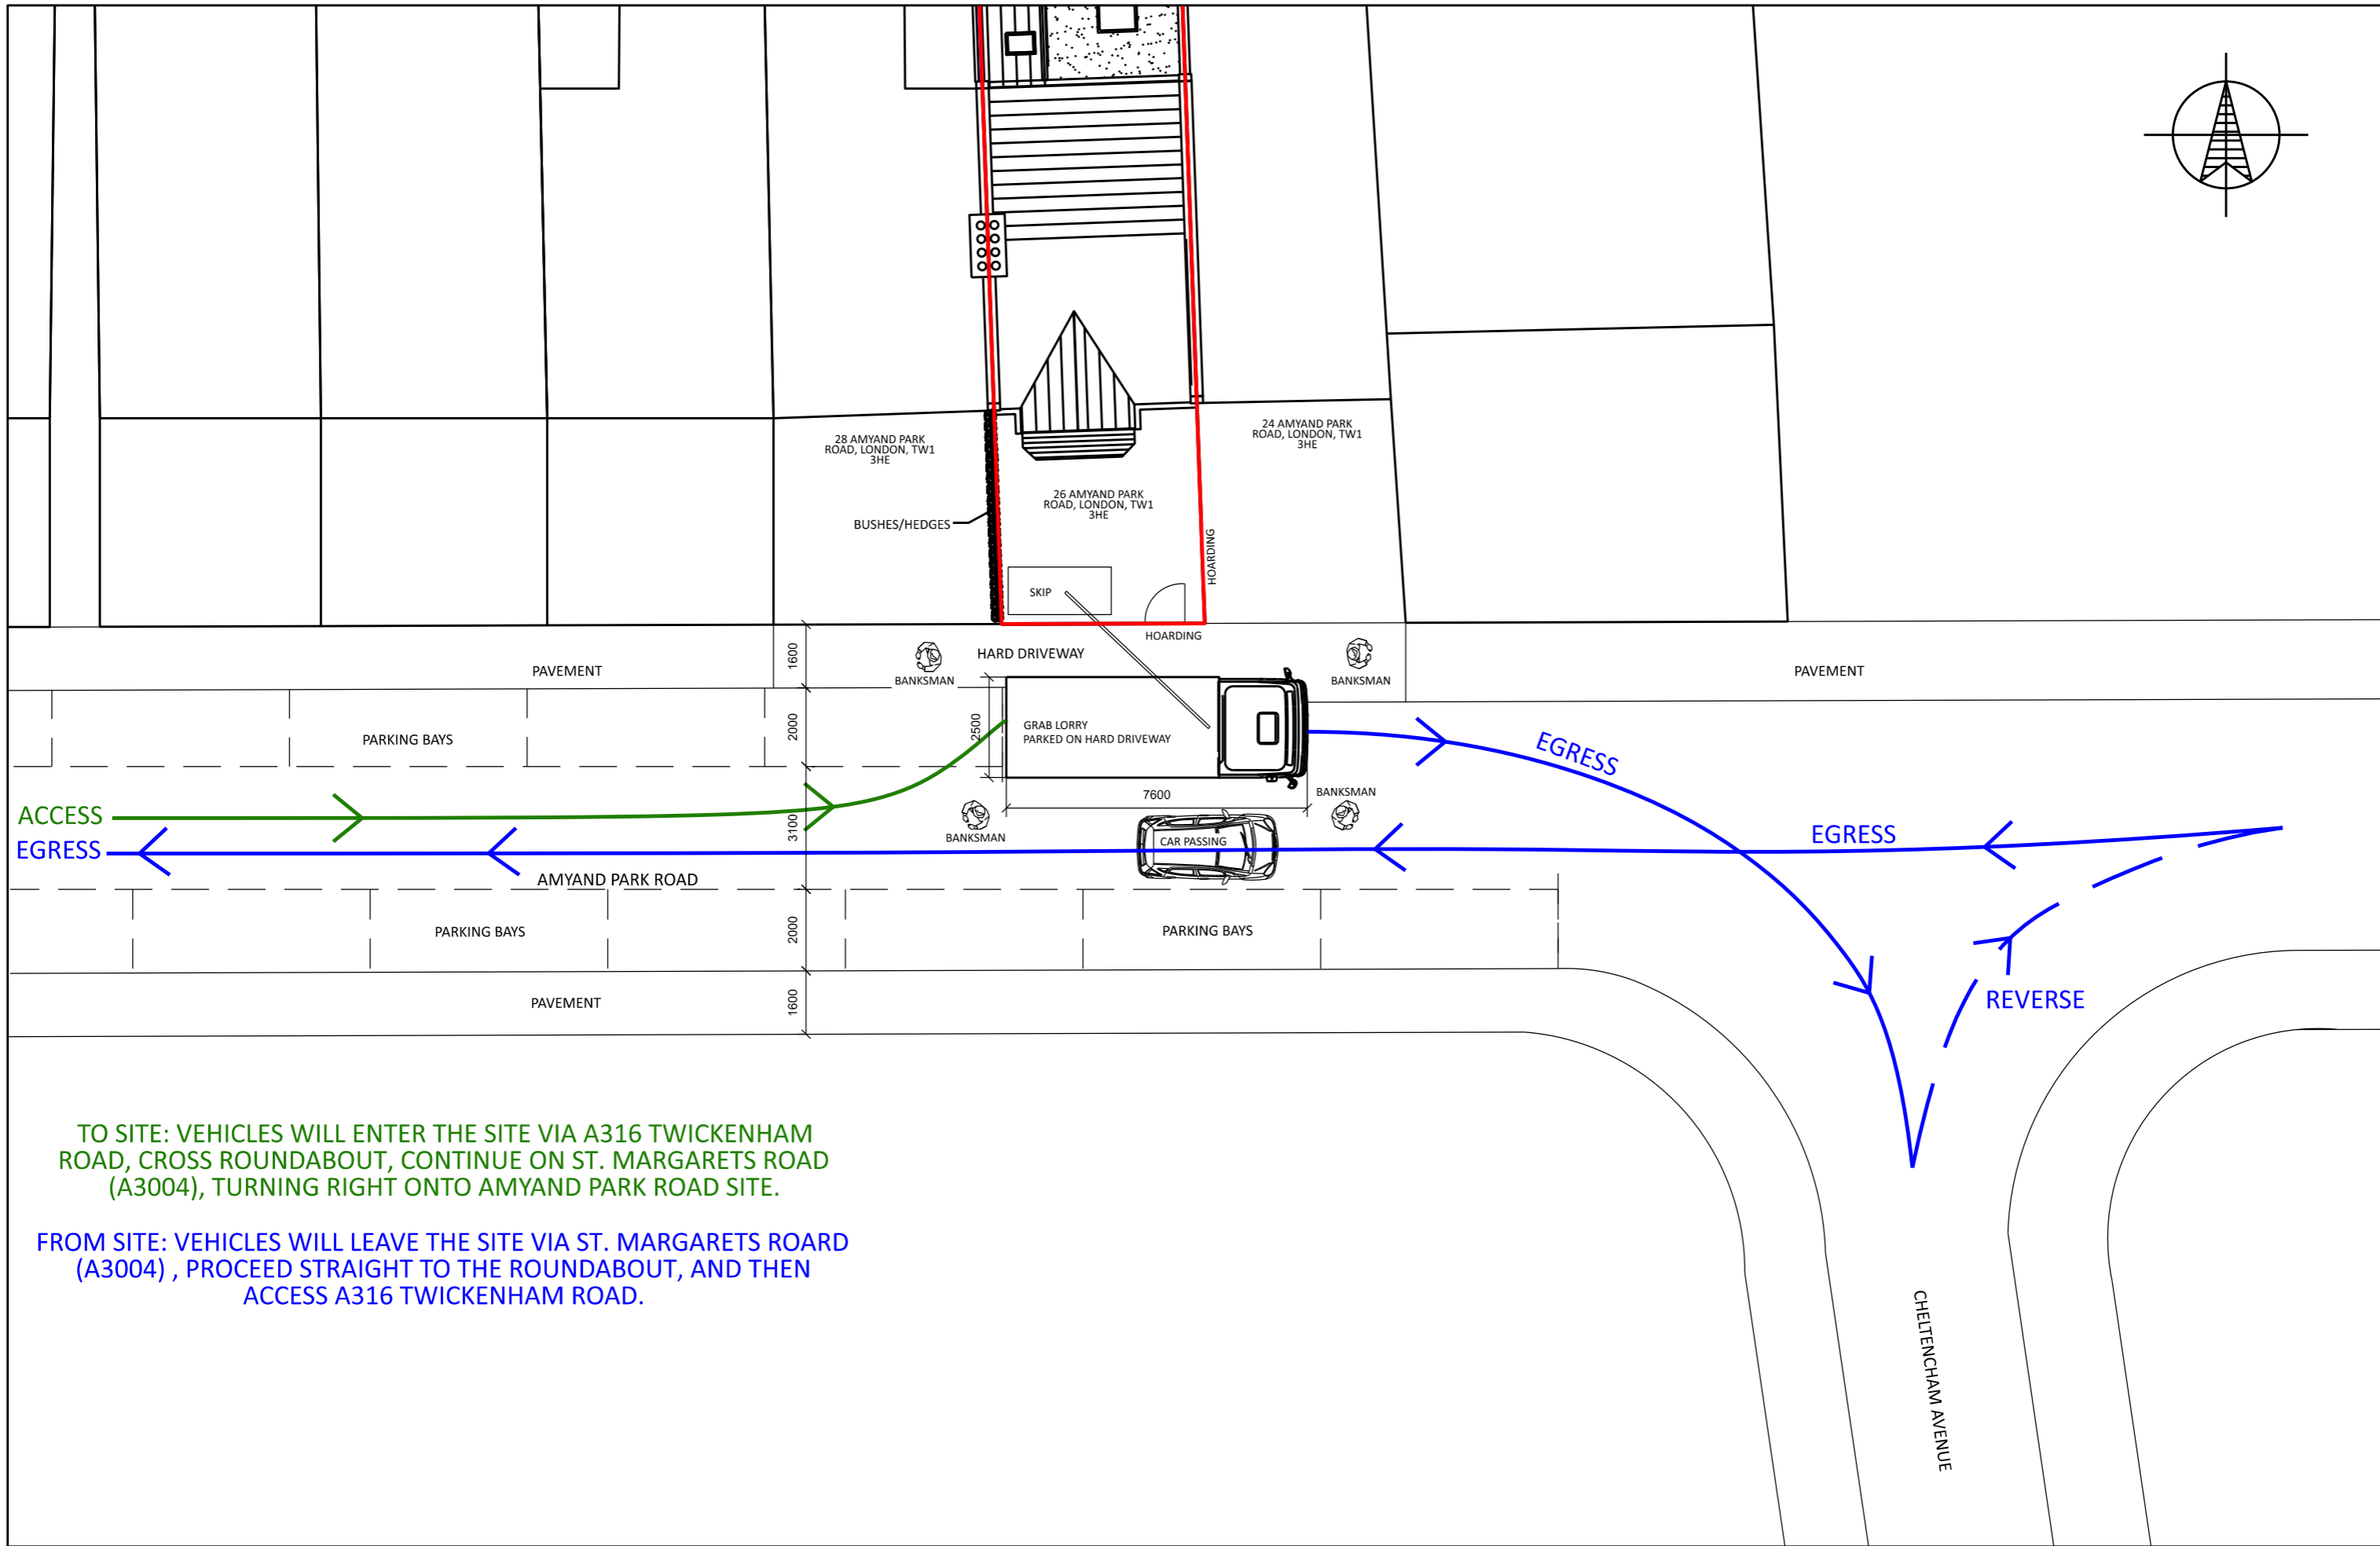 28 AMYAND PARK
ROAD, LONDON, TW1
3HE
24 AMYAND PARK
ROAD, LONDON, TW1
3HE
26 AMYAND PARK
ROAD, LONDON, TW1
3HE
BUSHES/HEDGES
HOARDING
SKIP
HOARDING
1600
HARD DRIVEWAY
PAVEMENT
PAVEMENT
BANKSMAN
BANKSMAN
2000
2500
GRAB LORRY
PARKED ON HARD DRIVEWAY
PARKING BAYS
EGRESS
7600
BANKSMAN
ACCESS
3100
BANKSMAN
CAR PASSING
EGRESS
EGRESS
AMYAND PARK ROAD
2000
PARKING BAYS
PARKING BAYS
1600
PAVEMENT
REVERSE
TO SITE: VEHICLES WILL ENTER THE SITE VIA A316 TWICKENHAM
ROAD, CROSS ROUNDABOUT, CONTINUE ON ST. MARGARETS ROAD
(A3004), TURNING RIGHT ONTO AMYAND PARK ROAD SITE.
FROM SITE: VEHICLES WILL LEAVE THE SITE VIA ST. MARGARETS ROARD
(A3004) , PROCEED STRAIGHT TO THE ROUNDABOUT, AND THEN
ACCESS A316 TWICKENHAM ROAD.
CHELTENCHAM AVENUE